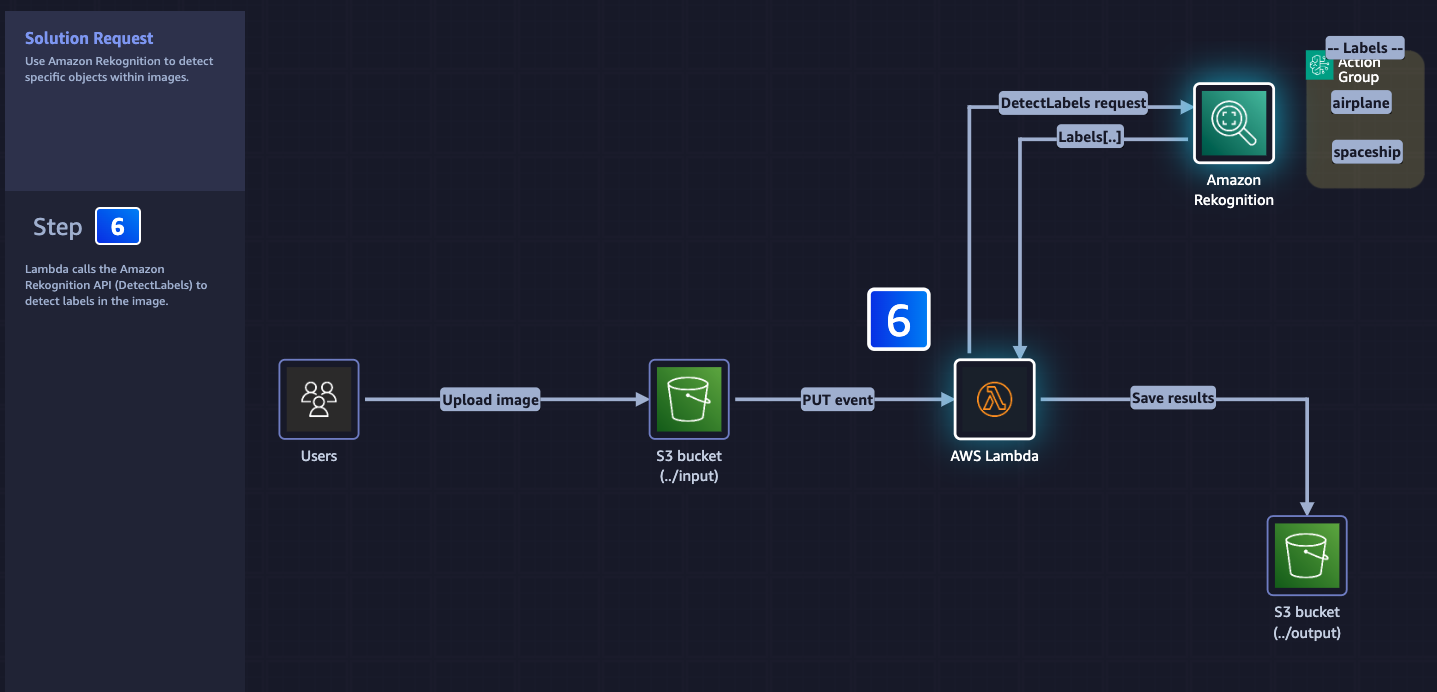 Solution Request
Use Amazon Rekognition to detect
specific objects within images.
Step 6
Lambda calls the Amazon
Rekognition API (DetectLabels) to
detect labels in the image.
-- Labels --
Action
Group
airplane
spaceship
DetectLabels request
Labels[..]
Amazon
Rekognition
6
Upload image
PUT event
Save results
Users
S3 bucket
(../input)
AWS Lambda
S3 bucket
(../output)